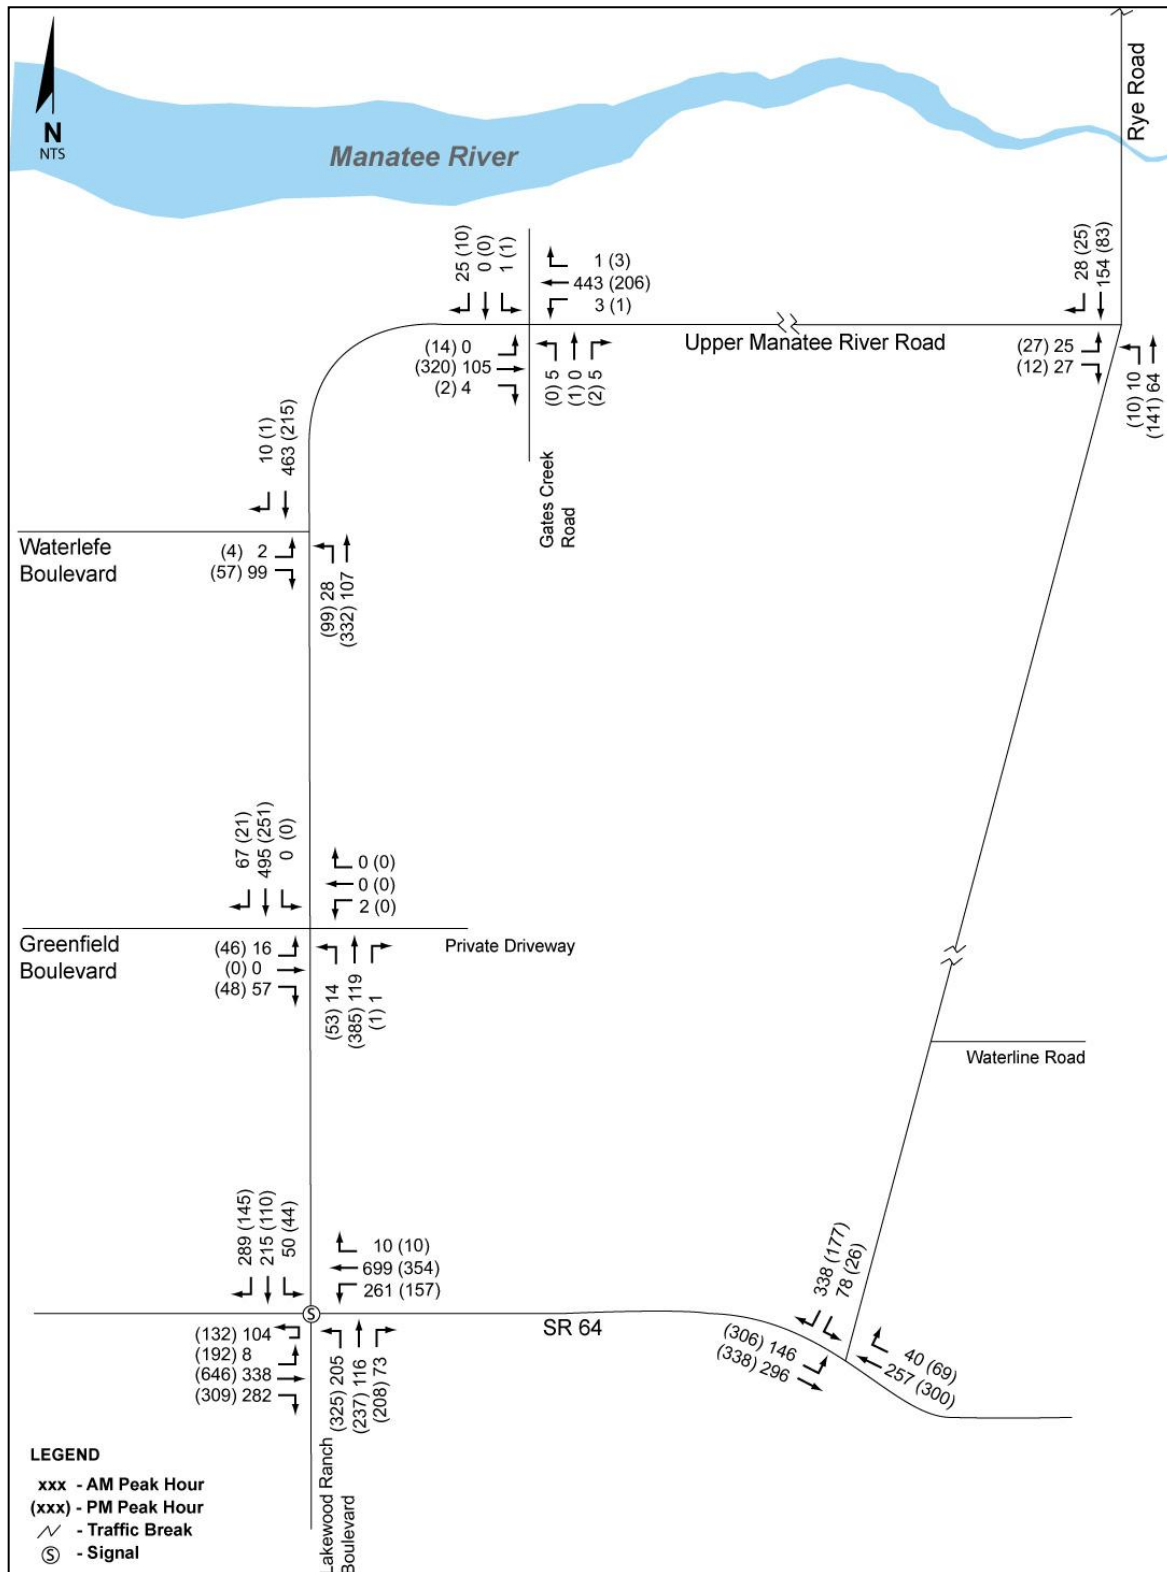 N
NTS
Manatee River
Rye Road
25 (10)
0 (0)
1 (1)
1 (3)
443 (206)
3 (1)
28 (25)
154 (83)
(14) 0
(320) 105
(2) 4
(0) 5
(1) 0
(2) 5
Upper Manatee River Road
(27) 25
(12) 27
(10) 10
(141) 64
Gates Creek
Road
10 (1)
463 (215)
Waterlefe
Boulevard
(4) 2
(57) 99
(99) 28
(332) 107
67 (21)
495 (251)
0 (0)
0 (0)
0 (0)
2 (0)
Greenfield
Boulevard
(46) 16
(0) 0
(48) 57
(53) 14
(385) 119
(1) 1
Private Driveway
Waterline Road
289 (145)
215 (110)
50 (44)
10 (10)
699 (354)
261 (157)
S
SR 64
(132) 104
(192) 8
(646) 338
(309) 282
(325) 205
(237) 116
(208) 73
338 (177)
78 (26)
(306) 146
(338) 296
40 (69)
257 (300)
Lakewood Ranch
Boulevard
LEGEND
xxx - AM Peak Hour
(xxx) - PM Peak Hour
- Traffic Break
S - Signal